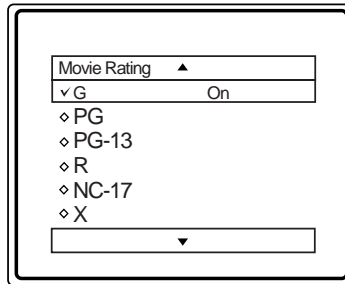 Movie Rating ▲
✓ G On
◇ PG
◇ PG-13
◇ R
◇ NC-17
◇ X
▼